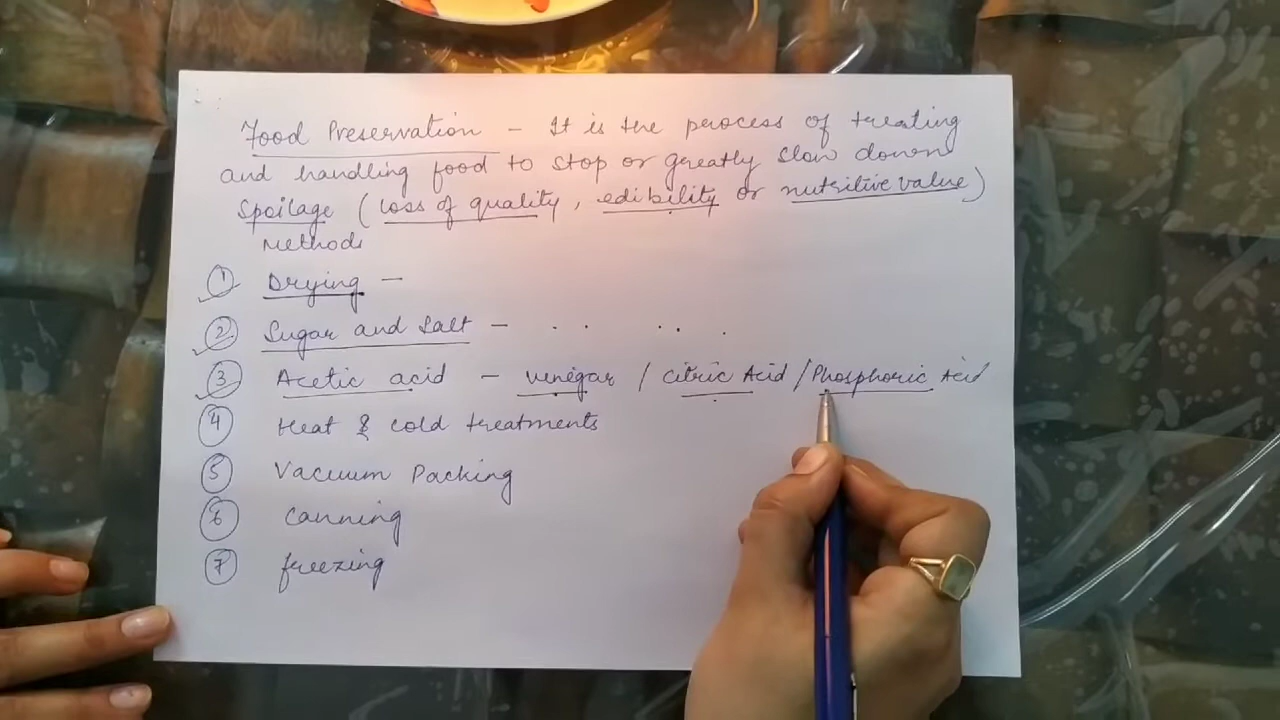 Food Preservation - It is the process of treating
and handling food to stop or greatly slow down
Spoilage (loss of quality, edibility or nutritive value)
Methods
1 Drying -
2. Sugar and Salt -
3 Acetic acid - venegar / Citric Acid / Phosphoric Acid
4 Heat & cold treatments
5 Vacuum Packing
6 Canning
7 freezing